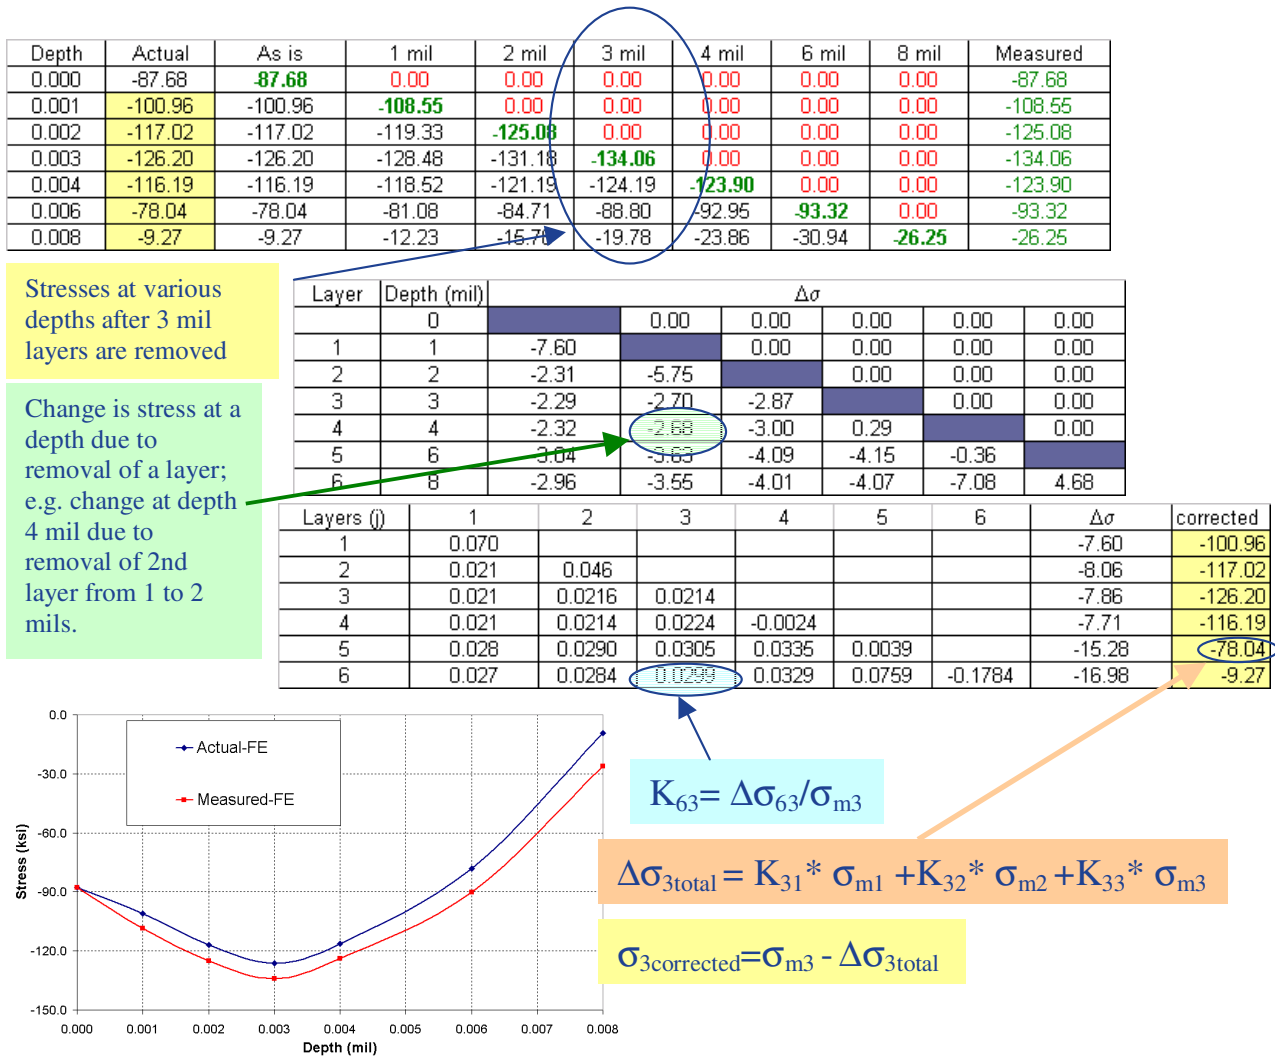 Depth Actual As is 1 mil 2 mil 3 mil 4 mil 6 mil 8 mil Measured
0.000 -87.68 -87.68 0.00 0.00 0.00 0.00 0.00 0.00 -87.68
0.001 -100.96 -100.96 -108.55 0.00 0.00 0.00 0.00 0.00 -108.55
0.002 -117.02 -117.02 -119.33 -125.08 0.00 0.00 0.00 0.00 -125.08
0.003 -126.20 -126.20 -128.48 -131.18 -134.06 0.00 0.00 0.00 -134.06
0.004 -116.19 -116.19 -118.52 -121.19 -124.19 -123.90 0.00 0.00 -123.90
0.006 -78.04 -78.04 -81.08 -84.71 -88.80 -92.95 -93.32 0.00 -93.32
0.008 -9.27 -9.27 -12.23 -15.78 -19.78 -23.86 -30.94 -26.25 -26.25
Stresses at various
depths after 3 mil
layers are removed
Layer Depth (mil) Δσ
0 0.00 0.00 0.00 0.00 0.00
1 1 -7.60 0.00 0.00 0.00 0.00
2 2 -2.31 -5.75 0.00 0.00 0.00
3 3 -2.29 -2.70 -2.87 0.00 0.00
4 4 -2.32 -2.68 -3.00 0.29 0.00
5 6 -3.04 -3.63 -4.09 -4.15 -0.36
6 8 -2.96 -3.55 -4.01 -4.07 -7.08 4.68
Change is stress at a
depth due to
removal of a layer;
e.g. change at depth
4 mil due to
removal of 2nd
layer from 1 to 2
mils.
Layers (j) 1 2 3 4 5 6 Δσ corrected
1 0.070 -7.60 -100.96
2 0.021 0.046 -8.06 -117.02
3 0.021 0.0216 0.0214 -7.86 -126.20
4 0.021 0.0214 0.0224 -0.0024 -7.71 -116.19
5 0.028 0.0290 0.0305 0.0335 0.0039 -15.28 -78.04
6 0.027 0.0284 0.0299 0.0329 0.0759 -0.1784 -16.98 -9.27
K63= Δσ63/σm3
Δσ3total = K31* σm1 +K32* σm2 +K33* σm3
σ3corrected=σm3 - Δσ3total
Actual-FE
Measured-FE
Stress (ksi)
0.0
-30.0
-60.0
-90.0
-120.0
-150.0
0.000 0.001 0.002 0.003 0.004 0.005 0.006 0.007 0.008
Depth (mil)